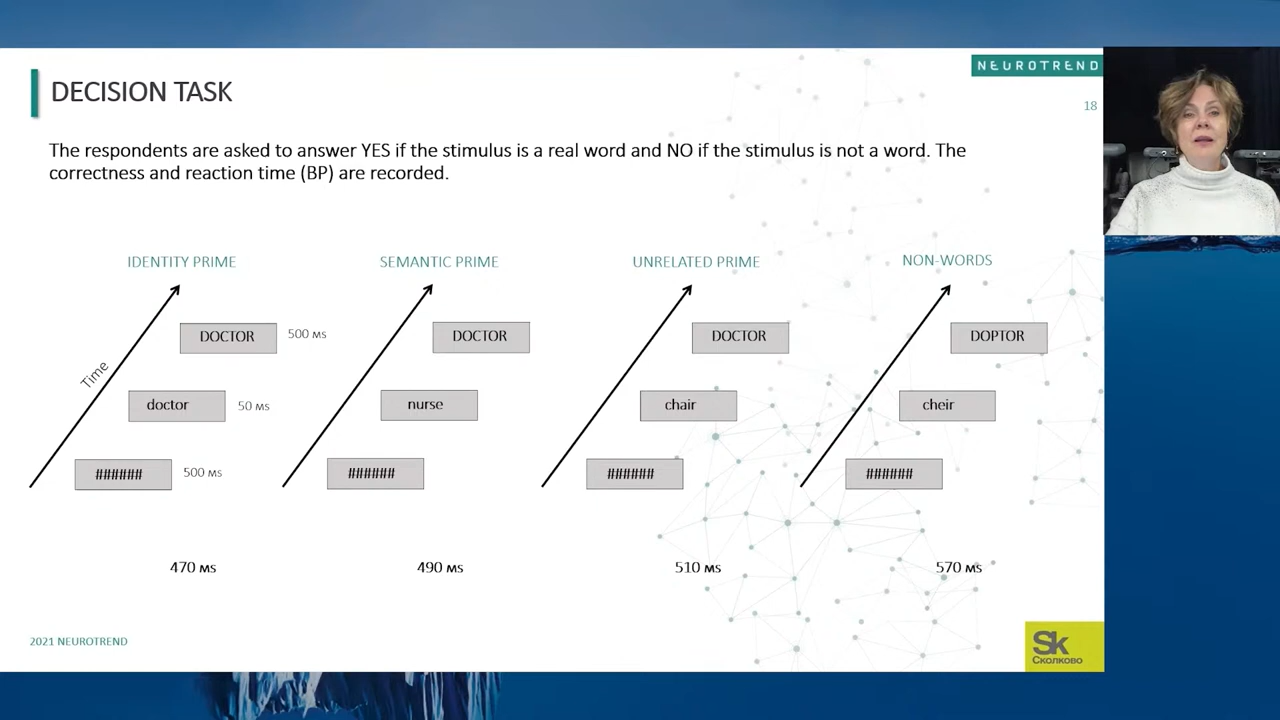 NEUROTREND
DECISION TASK
18
The respondents are asked to answer YES if the stimulus is a real word and NO if the stimulus is not a word. The
correctness and reaction time (BP) are recorded.
IDENTITY PRIME
SEMANTIC PRIME
UNRELATED PRIME
NON-WORDS
DOCTOR
500 мs
DOCTOR
DOCTOR
DOPTOR
Time
doctor
50 мs
nurse
chair
cheir
######
500 мs
######
######
######
470 мs
490 мs
510 мs
570 мs
2021 NEUROTREND
Sk
Сколково